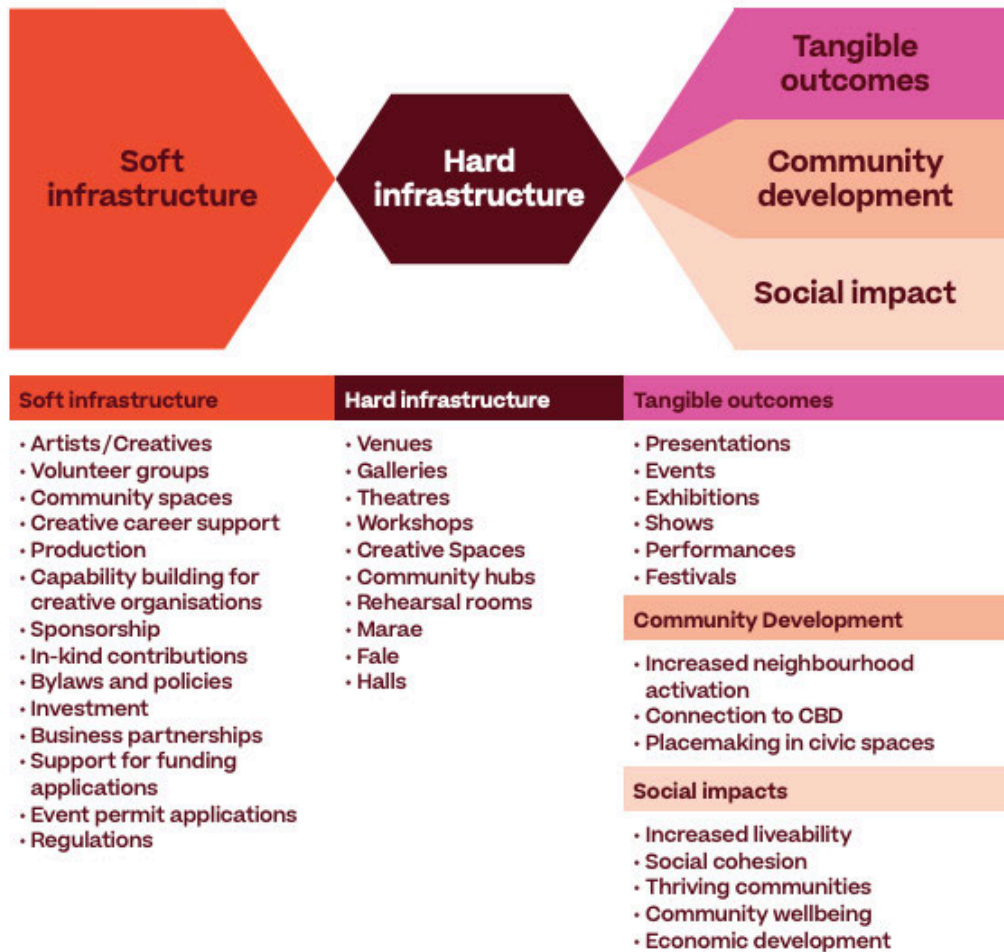 Soft
infrastructure
Hard
infrastructure
Tangible
outcomes
Community
development
Social impact
Soft infrastructure
• Artists/Creatives
• Volunteer groups
• Community spaces
• Creative career support
• Production
• Capability building for
creative organisations
• Sponsorship
• In-kind contributions
• Bylaws and policies
• Investment
• Business partnerships
• Support for funding
applications
• Event permit applications
• Regulations
Hard infrastructure
• Venues
• Galleries
• Theatres
• Workshops
• Creative Spaces
• Community hubs
• Rehearsal rooms
• Marae
• Fale
• Halls
Tangible outcomes
• Presentations
• Events
• Exhibitions
• Shows
• Performances
• Festivals
Community Development
• Increased neighbourhood
activation
• Connection to CBD
• Placemaking in civic spaces
Social impacts
• Increased liveability
• Social cohesion
• Thriving communities
• Community wellbeing
• Economic development